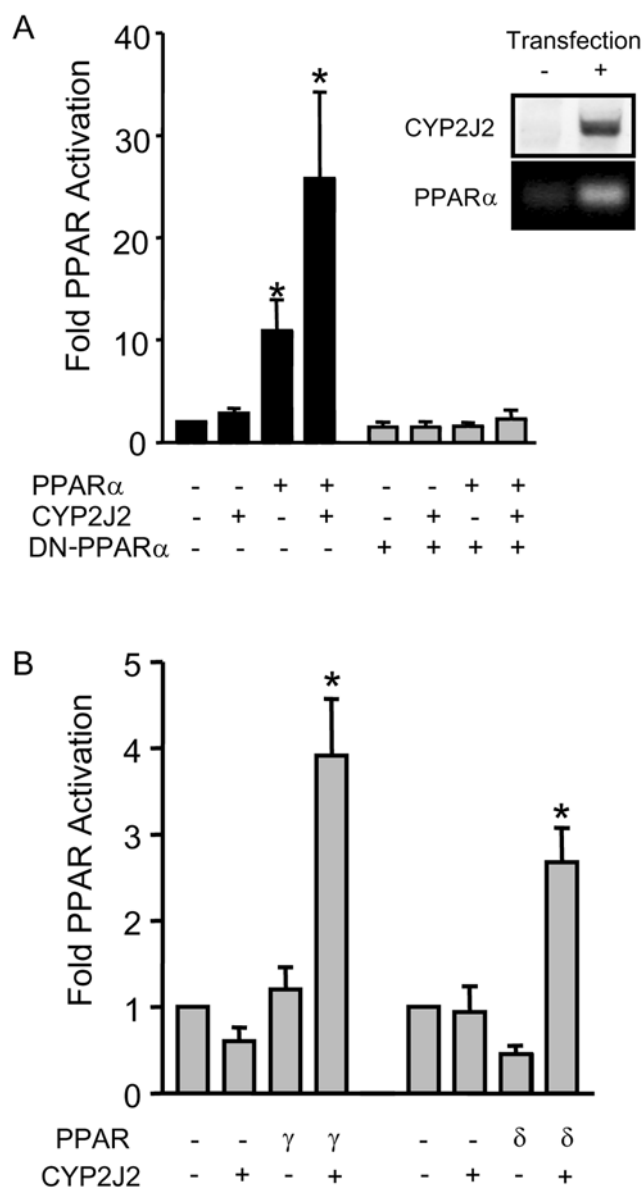 A
Fold PPAR Activation
40
30
20
10
0
*
*
Transfection
- +
CYP2J2
PPARα
PPARα - - + + - - + +
CYP2J2 - + - + - + - +
DN-PPARα - - - - + + + +
B
Fold PPAR Activation
5
4
3
2
1
0
*
*
PPAR - - γ γ - - δ δ
CYP2J2 - + - + - + - +